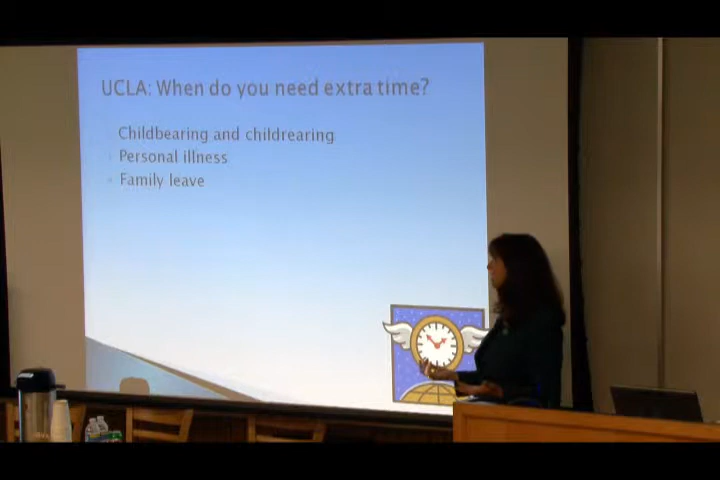 UCLA: When do you need extra time?
Childbearing and childrearing
Personal illness
Family leave